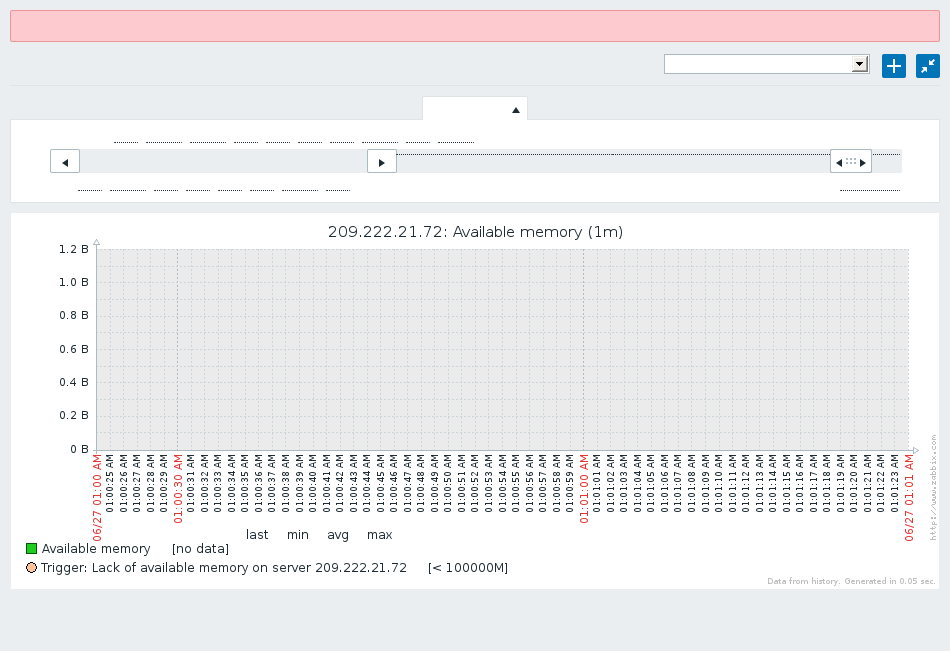 209.222.21.72: Available memory (1m)
1.2 B
1.0 B
0.8 B
0.6 B
0.4 B
0.2 B
0 B
06/27 01:00 AM
01:00:25 AM
01:00:26 AM
01:00:27 AM
01:00:28 AM
01:00:29 AM
01:00:30 AM
01:00:31 AM
01:00:32 AM
01:00:33 AM
01:00:34 AM
01:00:35 AM
01:00:36 AM
01:00:37 AM
01:00:38 AM
01:00:39 AM
01:00:40 AM
01:00:41 AM
01:00:42 AM
01:00:43 AM
01:00:44 AM
01:00:45 AM
01:00:46 AM
01:00:47 AM
01:00:48 AM
01:00:49 AM
01:00:50 AM
01:00:51 AM
01:00:52 AM
01:00:53 AM
01:00:54 AM
01:00:55 AM
01:00:56 AM
01:00:57 AM
01:00:58 AM
01:00:59 AM
01:01:00 AM
01:01:01 AM
01:01:02 AM
01:01:03 AM
01:01:04 AM
01:01:05 AM
01:01:06 AM
01:01:07 AM
01:01:08 AM
01:01:09 AM
01:01:10 AM
01:01:11 AM
01:01:12 AM
01:01:13 AM
01:01:14 AM
01:01:15 AM
01:01:16 AM
01:01:17 AM
01:01:18 AM
01:01:19 AM
01:01:20 AM
01:01:21 AM
01:01:22 AM
01:01:23 AM
06/27 01:01 AM
http://www.zabbix.com
last min avg max
Available memory [no data]
Trigger: Lack of available memory on server 209.222.21.72 [< 100000M]
Data from history. Generated in 0.05 sec.